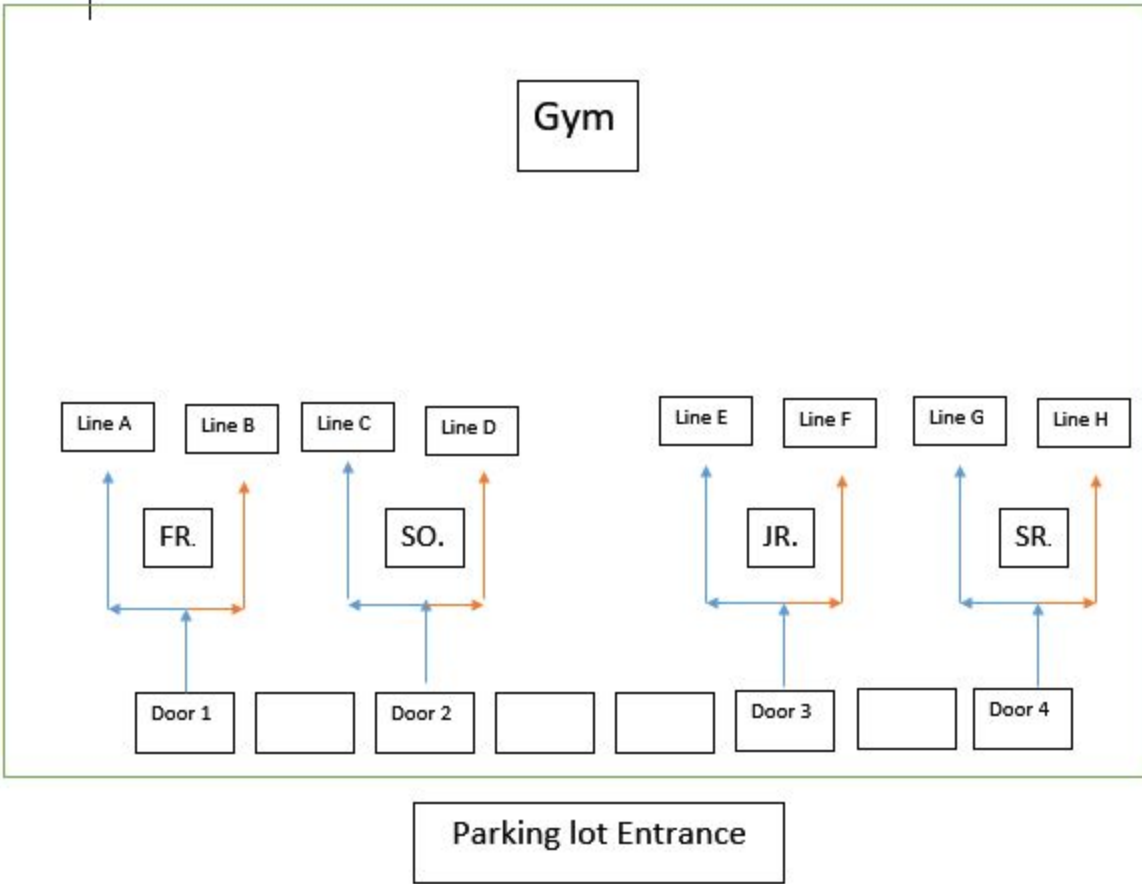 Gym
Line A
Line B
Line C
Line D
Line E
Line F
Line G
Line H
FR.
SO.
JR.
SR.
Door 1
Door 2
Door 3
Door 4
Parking lot Entrance